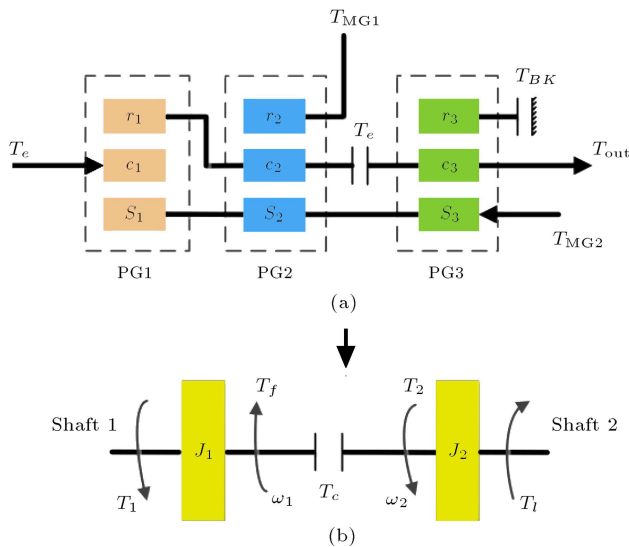 T_MG1
T_BK
r_1 r_2 r_3
T_e
T_e c_1 c_2 c_3 T_out
S_1 S_2 S_3
T_MG2
PG1 PG2 PG3
(a)
T_f T_2
Shaft 1 J_1 J_2 Shaft 2
T_1 ω_1 T_c ω_2 T_l
(b)